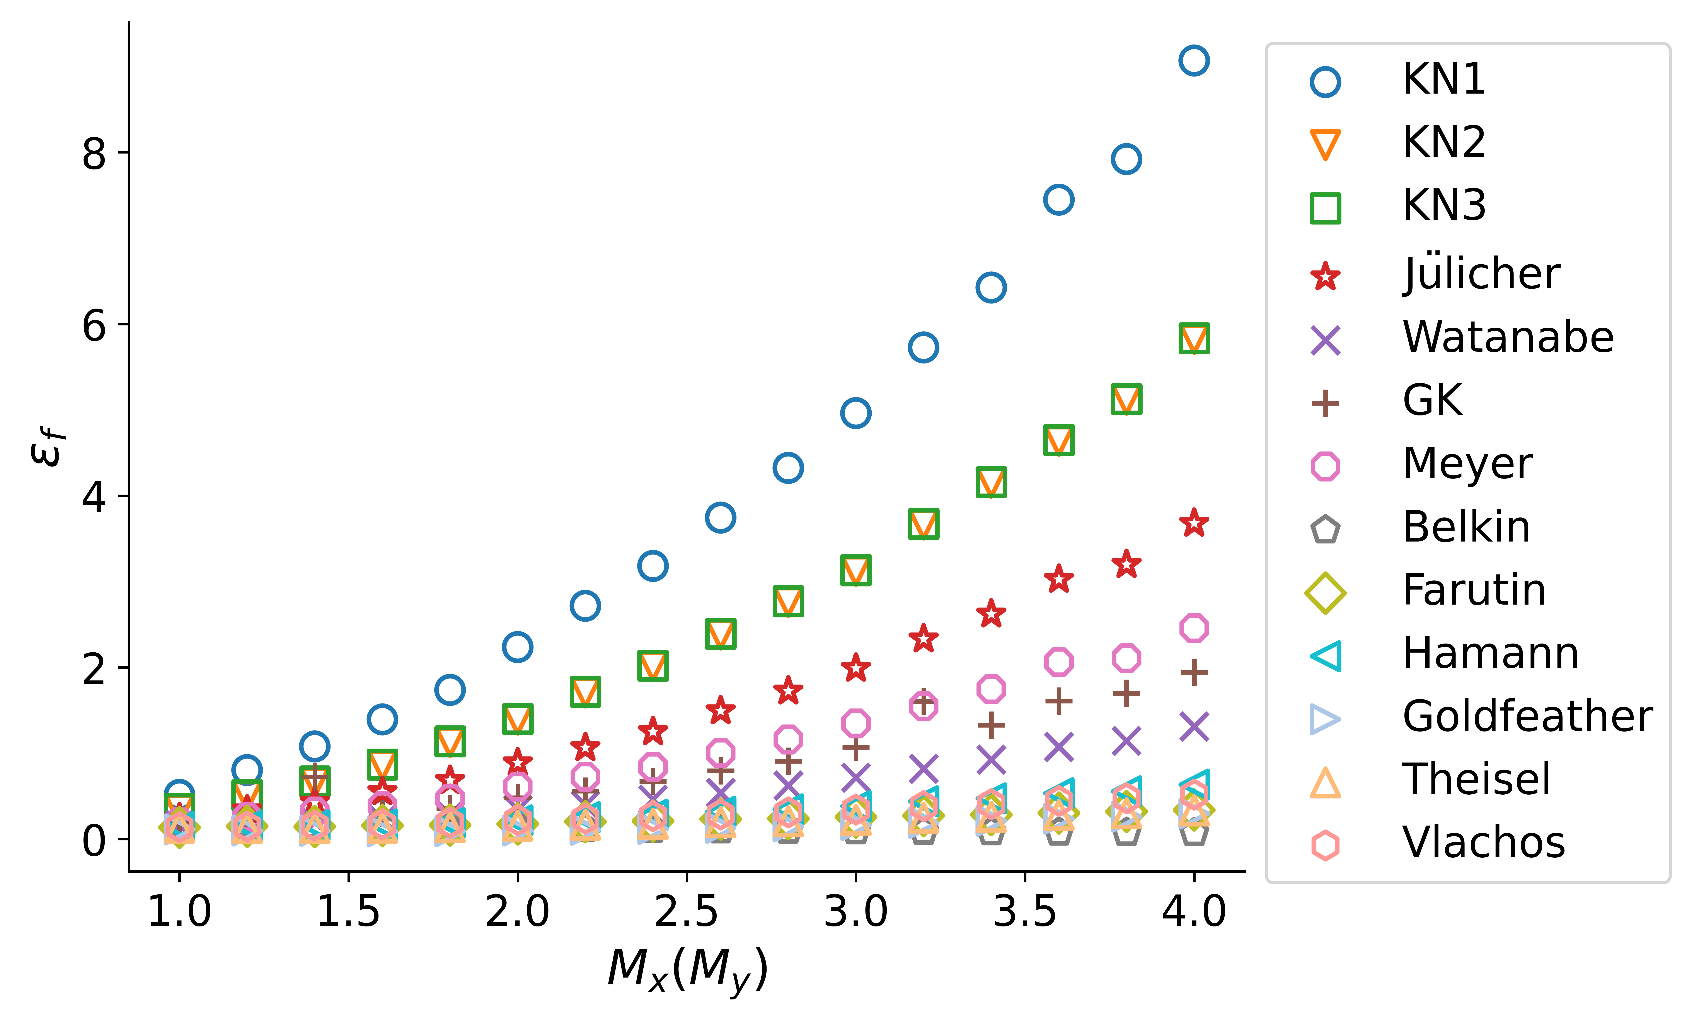 8
6
4
2
0
ε_f
1.0 1.5 2.0 2.5 3.0 3.5 4.0
M_x(M_y)
KN1
KN2
KN3
Jülicher
Watanabe
GK
Meyer
Belkin
Farutin
Hamann
Goldfeather
Theisel
Vlachos